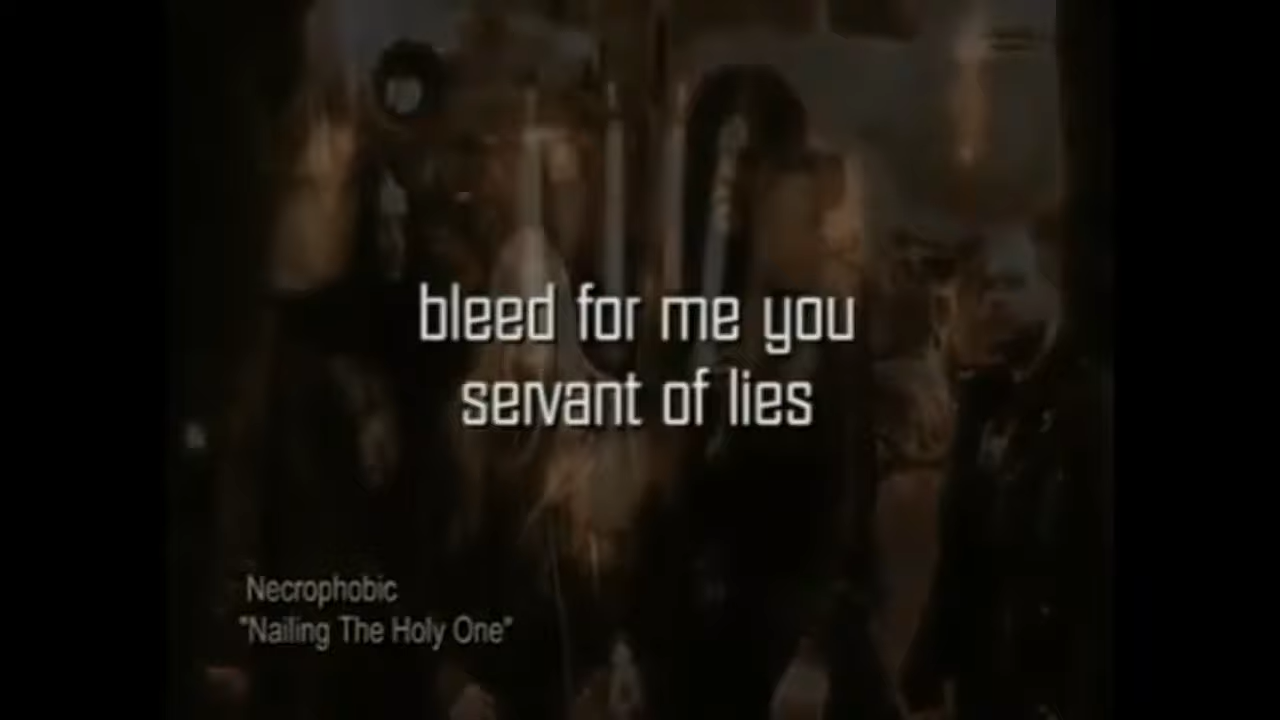 bleed for me you
servant of lies
Necrophobic
"Nailing The Holy One"